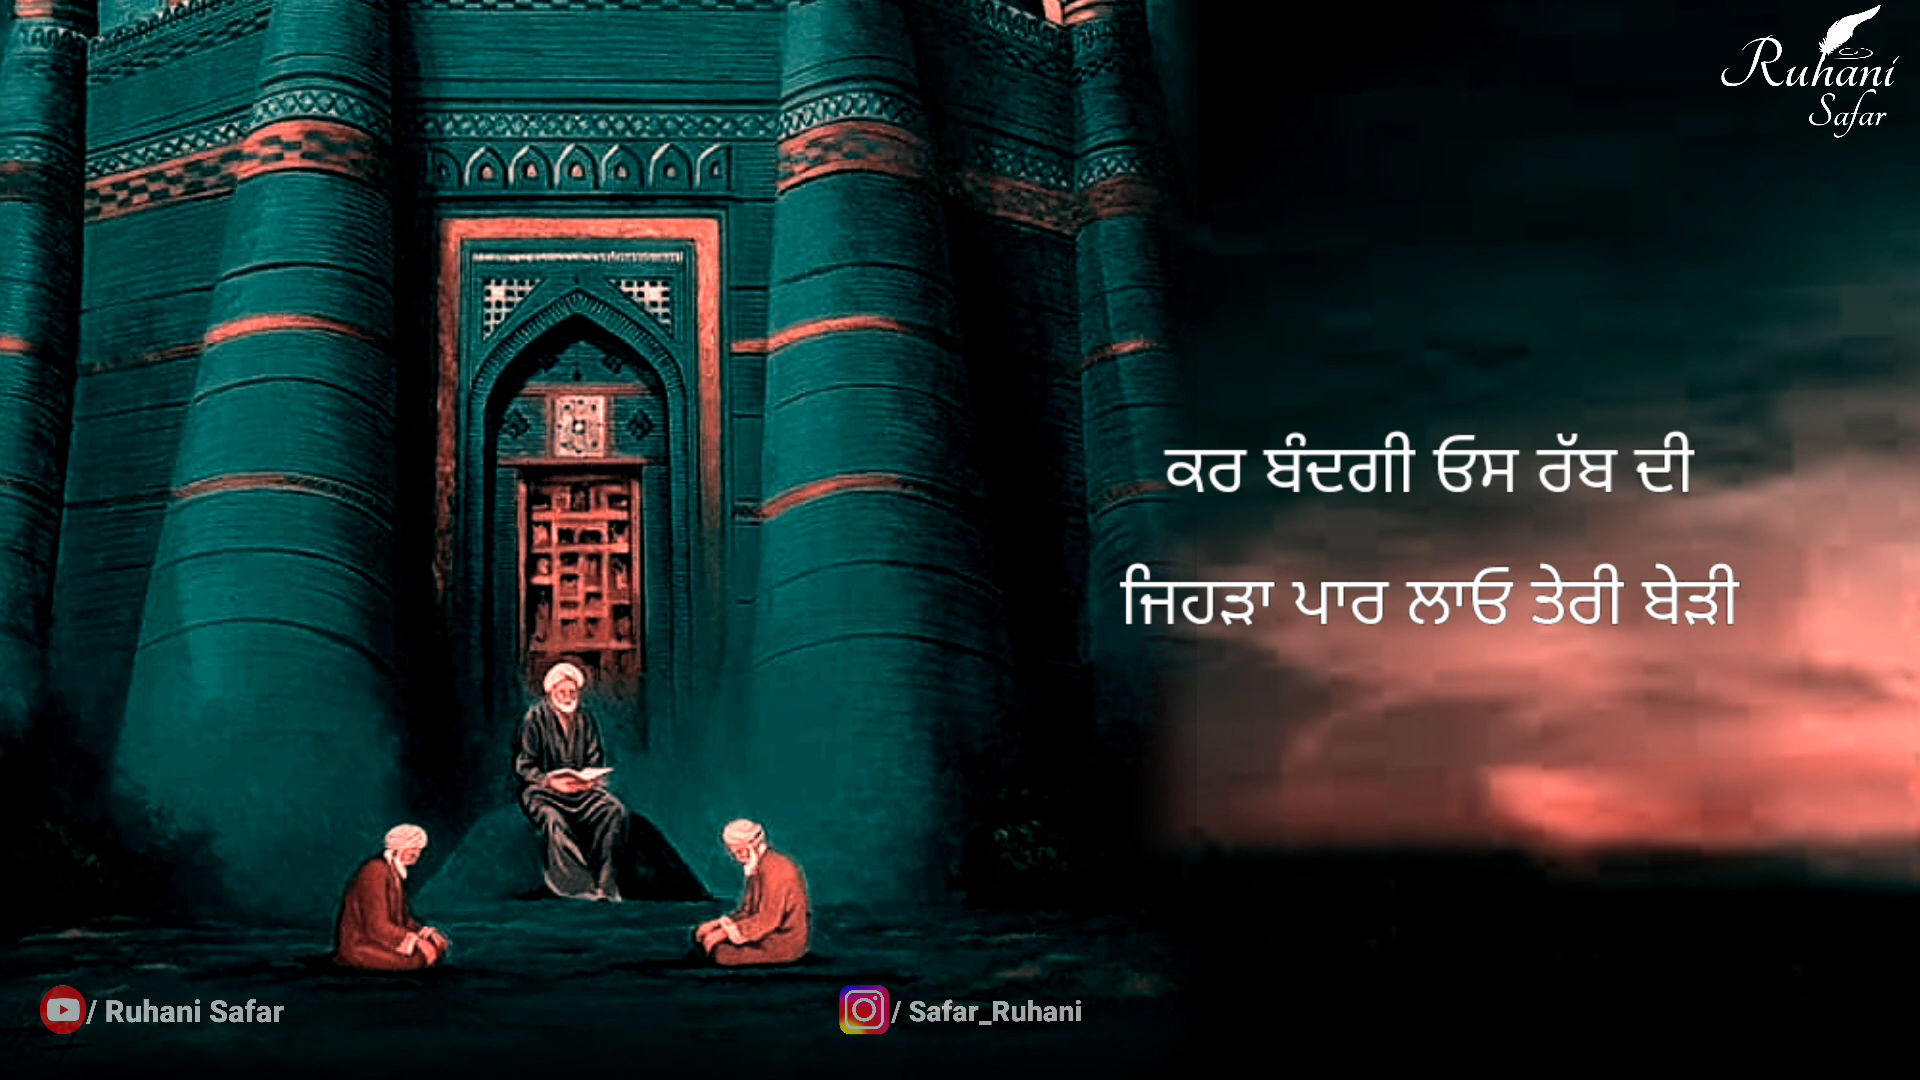 Ruhani
Safar
ਕਰ ਬੰਦਗੀ ਓਸ ਰੱਬ ਦੀ
ਜਿਹੜਾ ਪਾਰ ਲਾਓ ਤੇਰੀ ਬੇੜੀ
/ Ruhani Safar
/ Safar_Ruhani